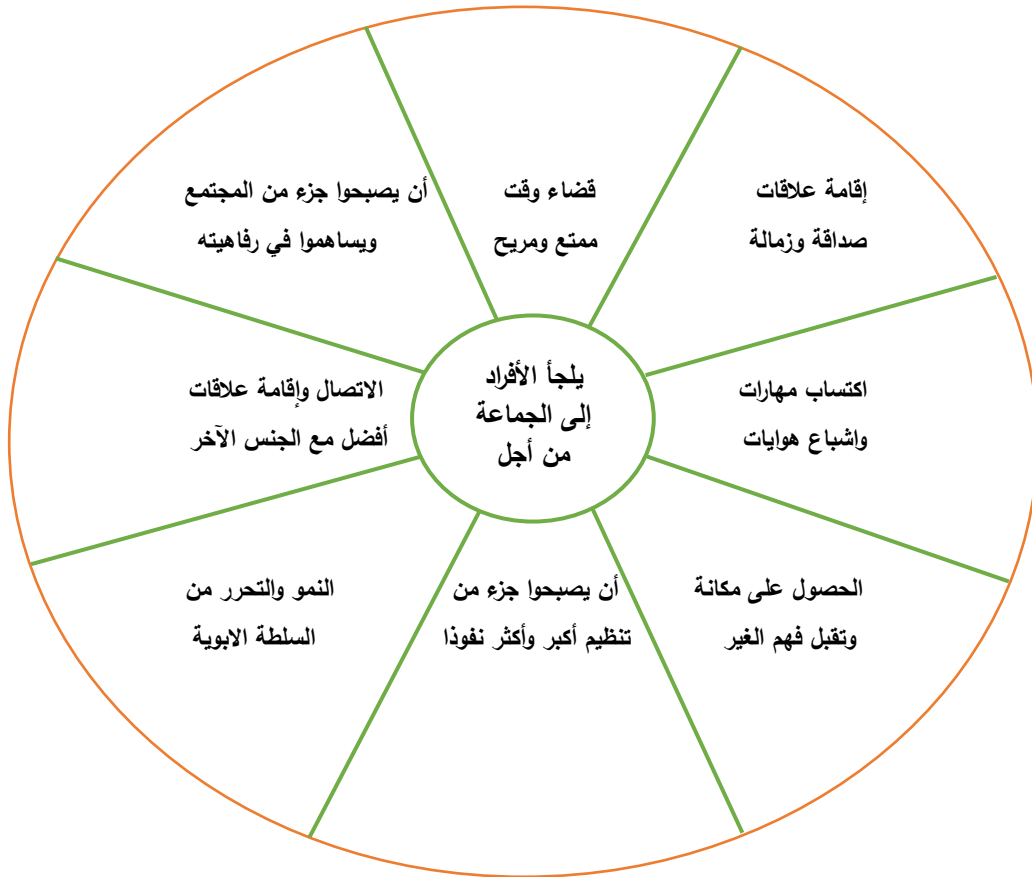 يلجأ الأفراد
إلى الجماعة
من أجل
إقامة علاقات
صداقة وزمالة
اكتساب مهارات
واشباع هوايات
الحصول على مكانة
وتقبل فهم الغير
أن يصبحوا جزء من
تنظيم أكبر وأكثر نفوذا
النمو والتحرر من
السلطة الابوية
الاتصال وإقامة علاقات
أفضل مع الجنس الآخر
أن يصبحوا جزء من المجتمع
ويساهموا في رفاهيته
قضاء وقت
ممتع ومريح